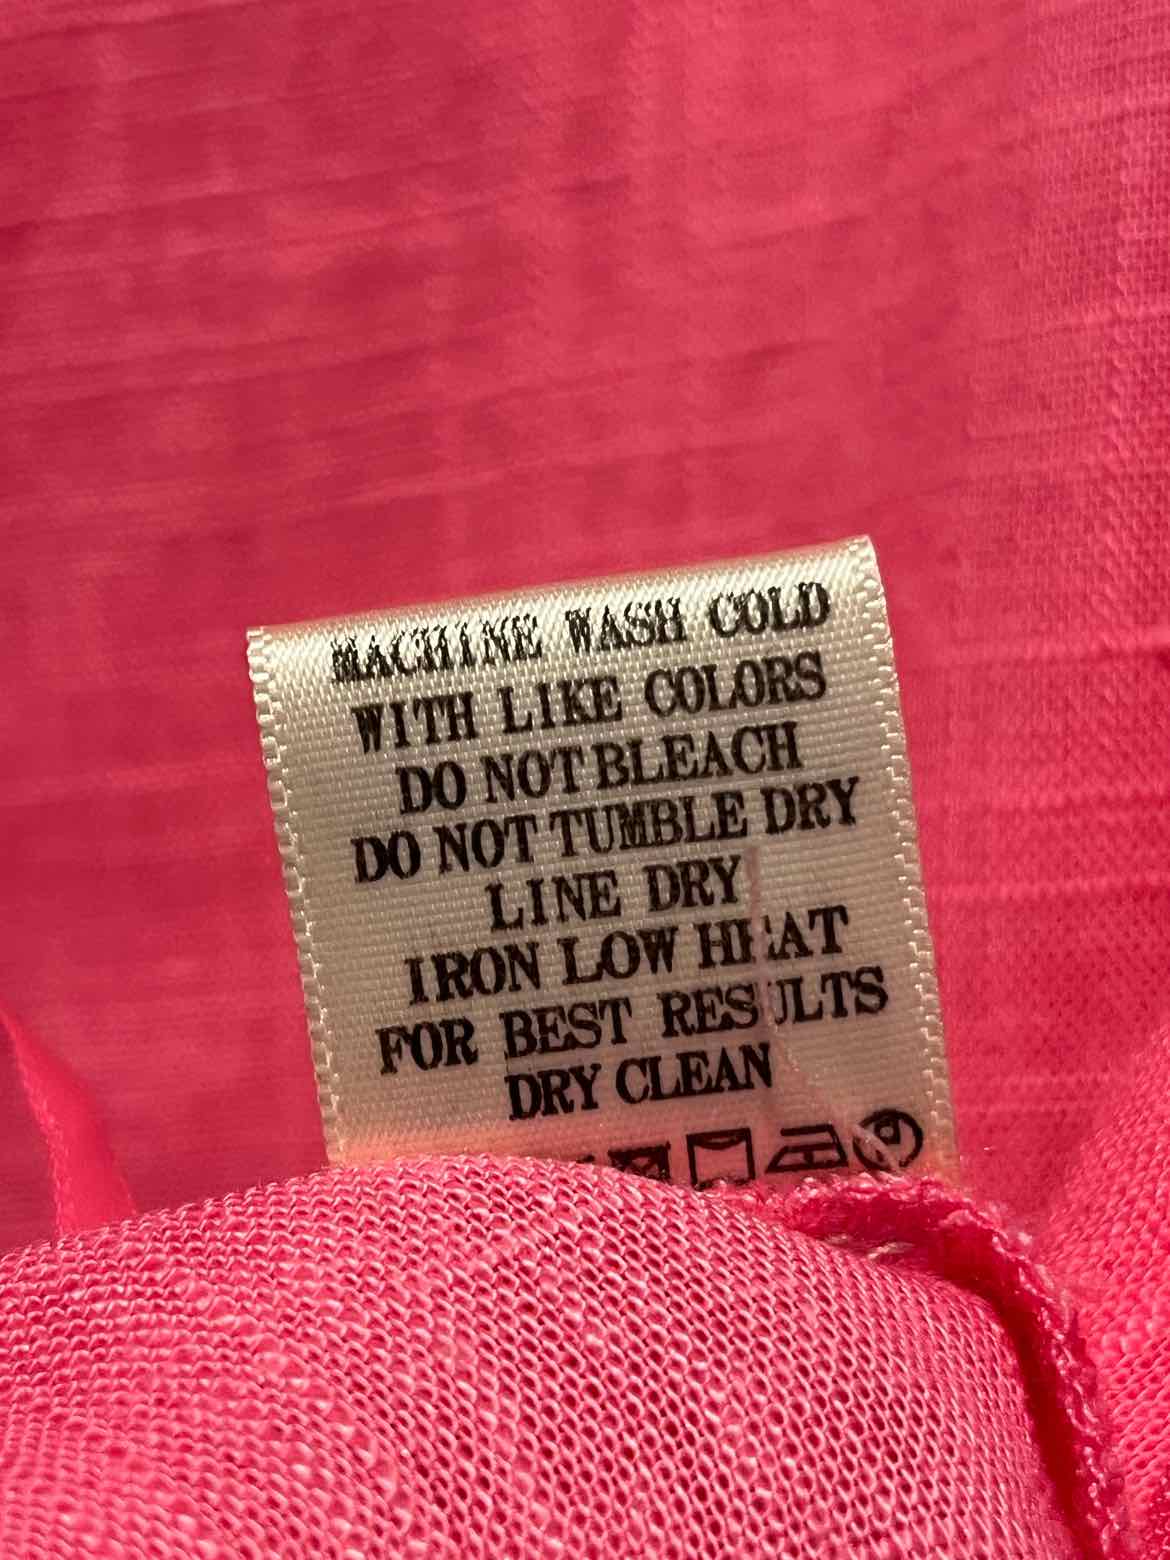 MACHINE WASH COLD
WITH LIKE COLORS
DO NOT BLEACH
DO NOT TUMBLE DRY
LINE DRY
IRON LOW HEAT
FOR BEST RESULTS
DRY CLEAN